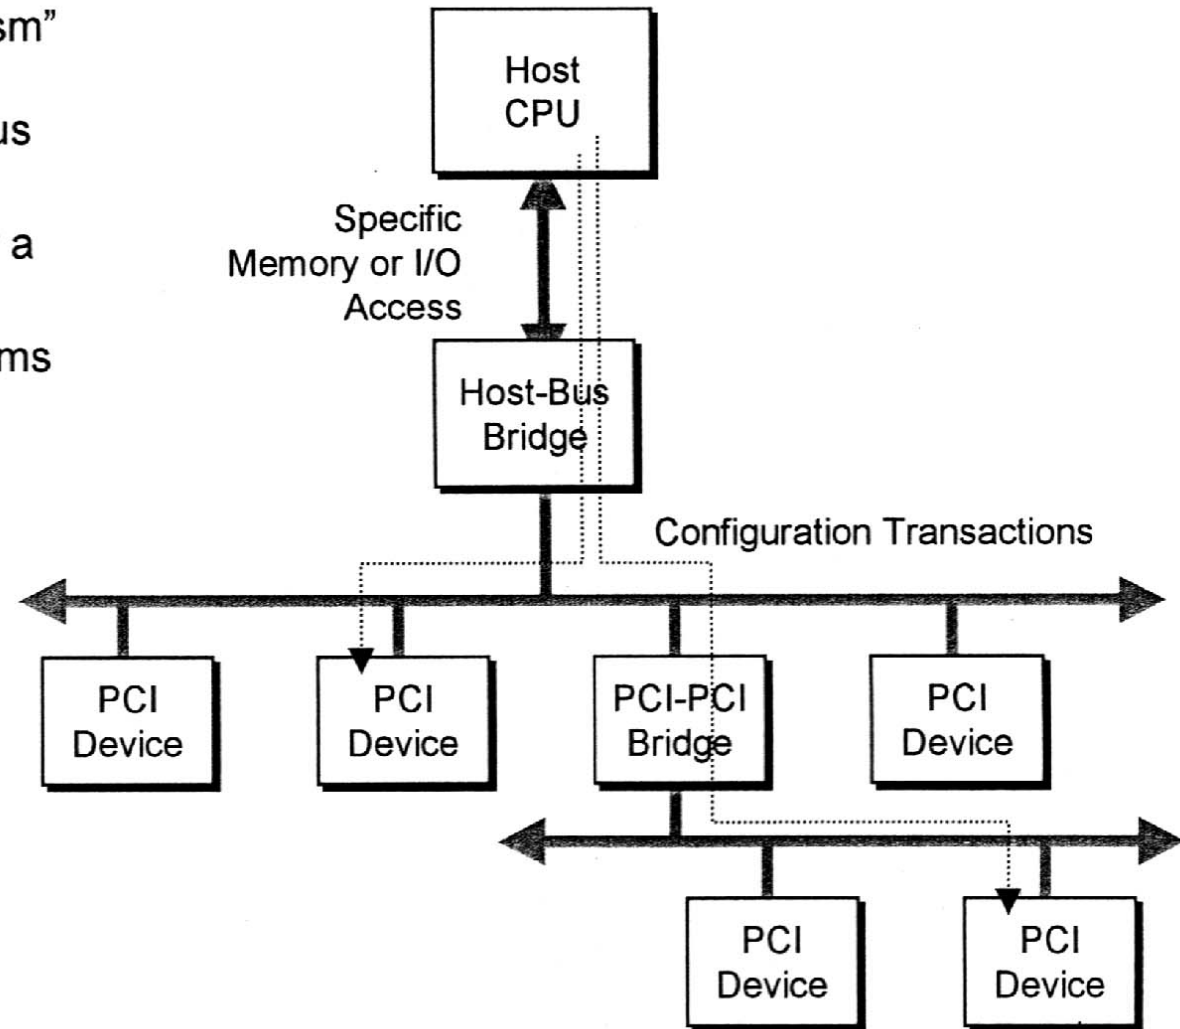 sm”
us
a
ms
Host
CPU
Specific
Memory or I/O
Access
Host-Bus
Bridge
Configuration Transactions
PCI
Device
PCI
Device
PCI-PCI
Bridge
PCI
Device
PCI
Device
PCI
Device